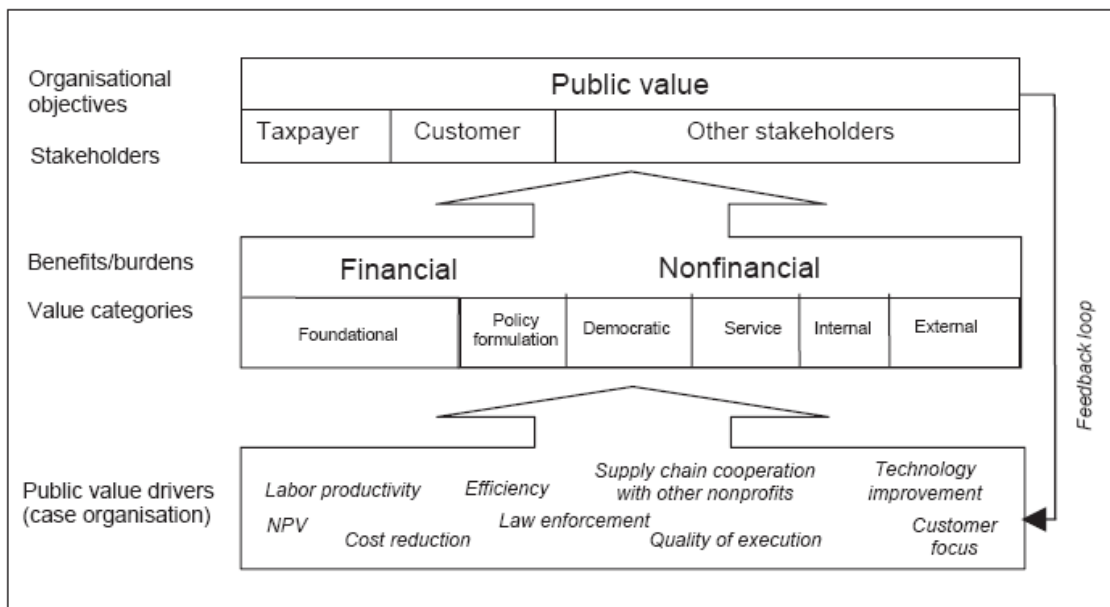 Organisational
objectives
Public value
Stakeholders
Taxpayer
Customer
Other stakeholders
Benefits/burdens
Financial
Nonfinancial
Value categories
Foundational
Policy
formulation
Democratic
Service
Internal
External
Feedback loop
Public value drivers
(case organisation)
Labor productivity
Efficiency
Supply chain cooperation
with other nonprofits
Technology
improvement
NPV
Cost reduction
Law enforcement
Quality of execution
Customer
focus